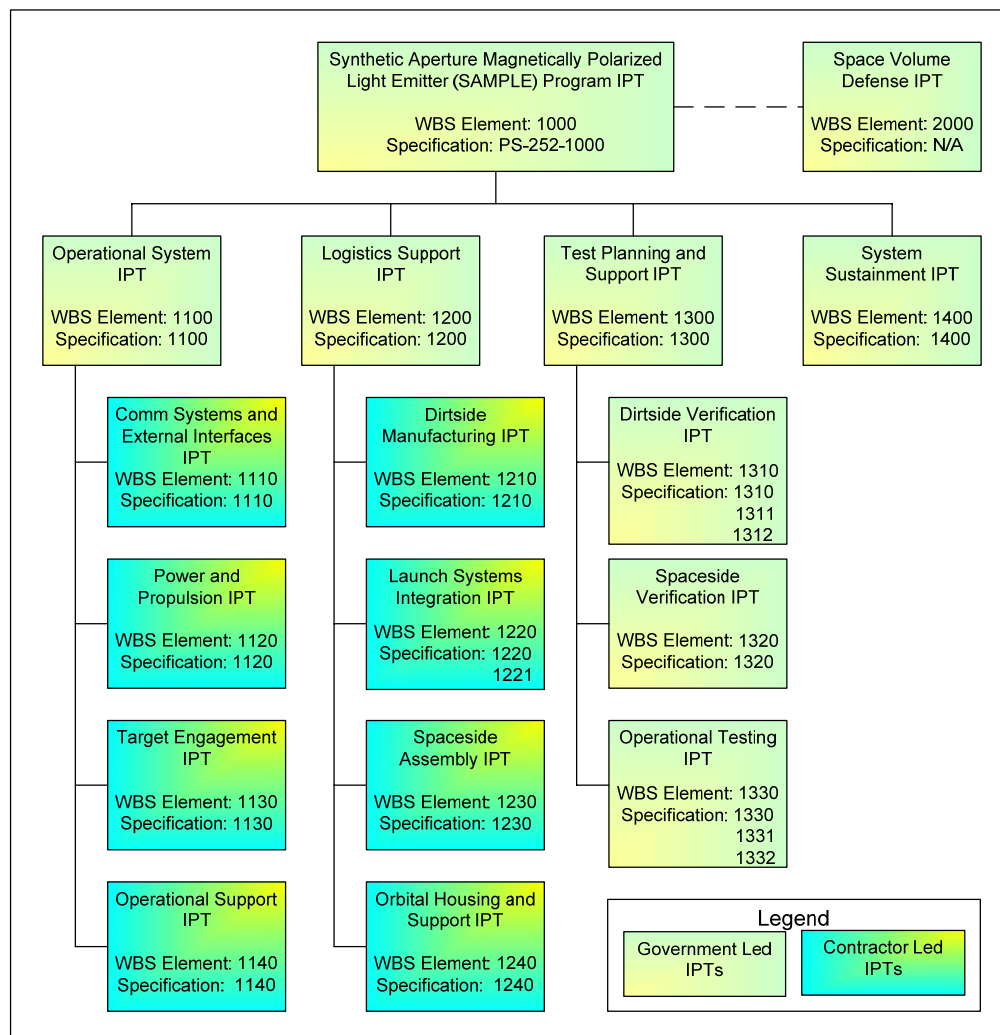 Synthetic Aperture Magnetically Polarized
Light Emitter (SAMPLE) Program IPT
WBS Element: 1000
Specification: PS-252-1000
Space Volume
Defense IPT
WBS Element: 2000
Specification: N/A
Operational System
IPT
WBS Element: 1100
Specification: 1100
Logistics Support
IPT
WBS Element: 1200
Specification: 1200
Test Planning and
Support IPT
WBS Element: 1300
Specification: 1300
System
Sustainment IPT
WBS Element: 1400
Specification: 1400
Comm Systems and
External Interfaces
IPT
WBS Element: 1110
Specification: 1110
Power and
Propulsion IPT
WBS Element: 1120
Specification: 1120
Target Engagement
IPT
WBS Element: 1130
Specification: 1130
Operational Support
IPT
WBS Element: 1140
Specification: 1140
Dirtside
Manufacturing IPT
WBS Element: 1210
Specification: 1210
Launch Systems
Integration IPT
WBS Element: 1220
Specification: 1220
1221
Spaceside
Assembly IPT
WBS Element: 1230
Specification: 1230
Orbital Housing and
Support IPT
WBS Element: 1240
Specification: 1240
Dirtside Verification
IPT
WBS Element: 1310
Specification: 1310
1311
1312
Spaceside
Verification IPT
WBS Element: 1320
Specification: 1320
Operational Testing
IPT
WBS Element: 1330
Specification: 1330
1331
1332
Legend
Government Led
IPTs
Contractor Led
IPTs